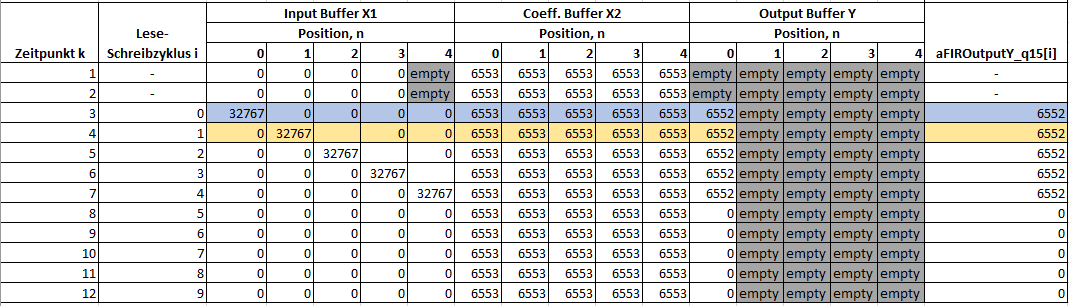 Input Buffer X1 Coeff. Buffer X2 Output Buffer Y
Lese- Position, n Position, n Position, n
Zeitpunkt k Schreibzyklus i 0 1 2 3 4 0 1 2 3 4 0 1 2 3 4 aFIROutputY_q15[i]
1 - 0 0 0 0 empty 6553 6553 6553 6553 6553 empty empty empty empty empty -
2 - 0 0 0 0 empty 6553 6553 6553 6553 6553 empty empty empty empty empty -
3 0 32767 0 0 0 0 6553 6553 6553 6553 6553 6552 empty empty empty empty 6552
4 1 0 32767 0 0 6553 6553 6553 6553 6553 6552 empty empty empty empty 6552
5 2 0 0 32767 0 6553 6553 6553 6553 6553 6552 empty empty empty empty 6552
6 3 0 0 0 32767 6553 6553 6553 6553 6553 6552 empty empty empty empty 6552
7 4 0 0 0 0 32767 6553 6553 6553 6553 6553 6552 empty empty empty empty 6552
8 5 0 0 0 0 0 6553 6553 6553 6553 6553 0 empty empty empty empty 0
9 6 0 0 0 0 0 6553 6553 6553 6553 6553 0 empty empty empty empty 0
10 7 0 0 0 0 0 6553 6553 6553 6553 6553 0 empty empty empty empty 0
11 8 0 0 0 0 0 6553 6553 6553 6553 6553 0 empty empty empty empty 0
12 9 0 0 0 0 0 6553 6553 6553 6553 6553 0 empty empty empty empty 0